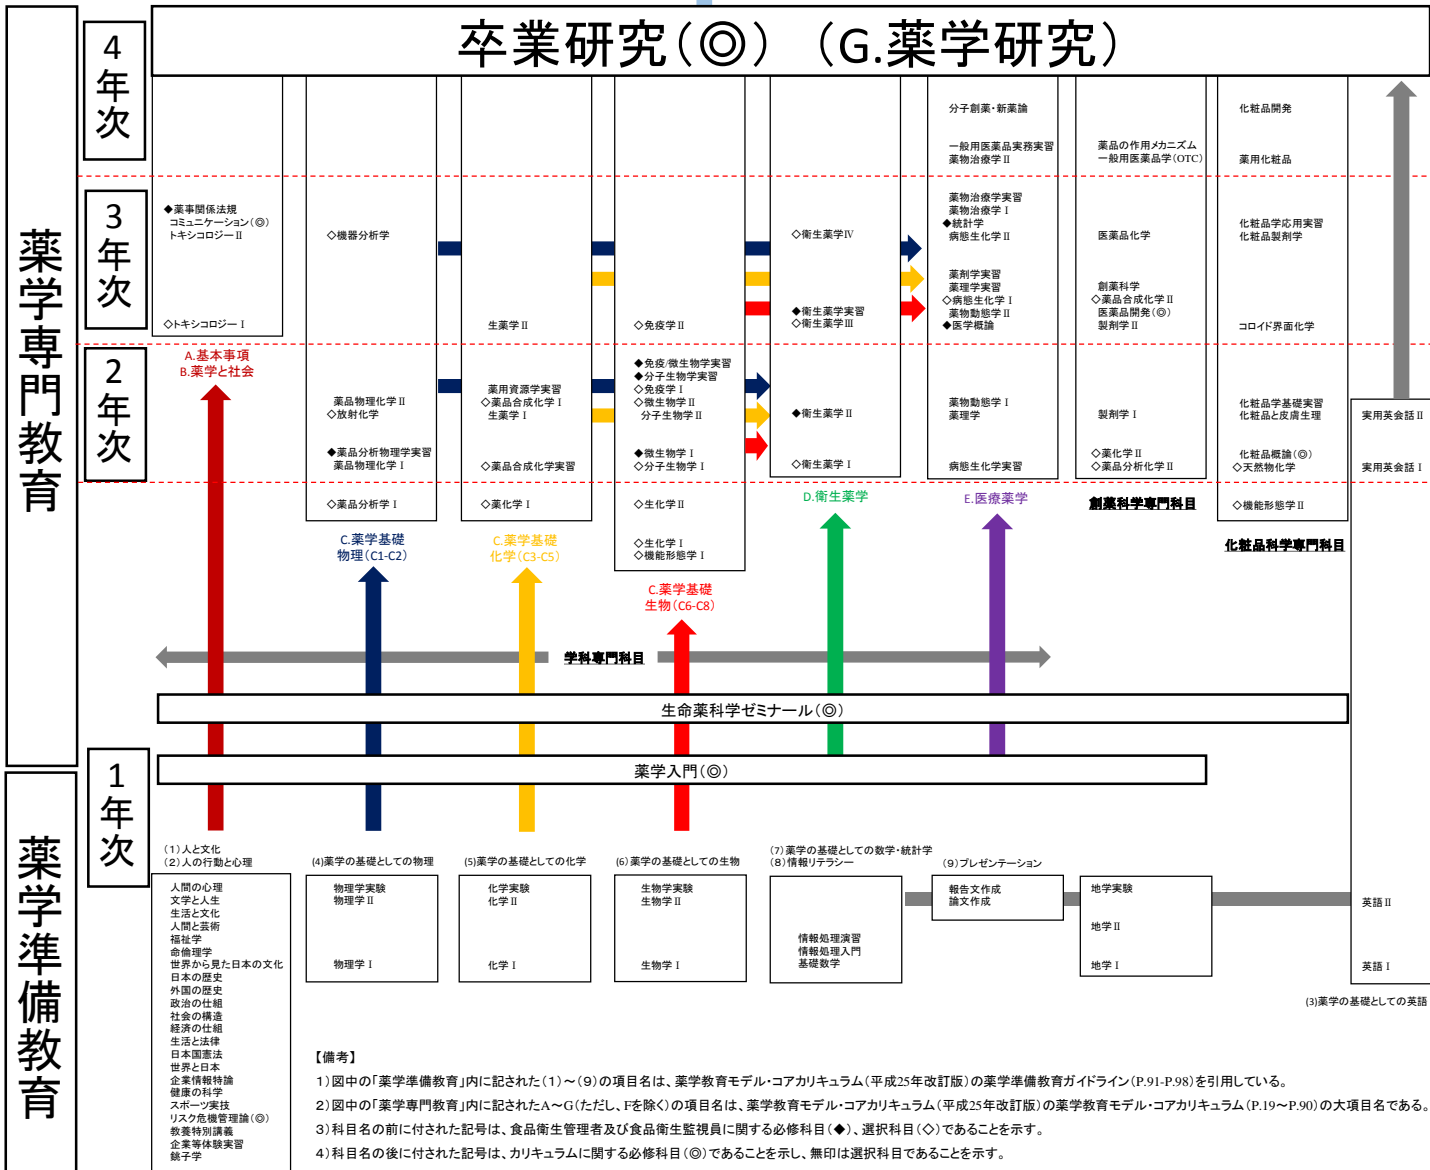 薬学専門教育
薬学準備教育
4年次
3年次
2年次
1年次
卒業研究(◎) (G.薬学研究)
◆薬事関係法規
コミュニケーション(◎)
トキシコロジーⅡ
◇トキシコロジーⅠ
A.基本事項
B.薬学と社会
◇機器分析学
薬品物理化学Ⅱ
◇放射化学
◆薬品分析物理学実習
薬品物理化学Ⅰ
◇薬品分析学Ⅰ
C.薬学基礎
物理(C1-C2)
生薬学Ⅱ
薬用資源学実習
◇薬品合成化学Ⅰ
生薬学Ⅰ
◇薬品合成化学実習
◇薬化学Ⅰ
C.薬学基礎
化学(C3-C5)
◇免疫学Ⅱ
◆免疫/微生物学実習
◆分子生物学実習
◇免疫学Ⅰ
◇微生物学Ⅱ
分子生物学Ⅱ
◆微生物学Ⅰ
◇分子生物学Ⅰ
◇生化学Ⅱ
◇生化学Ⅰ
◇機能形態学Ⅰ
C.薬学基礎
生物(C6-C8)
◇衛生薬学Ⅳ
◆衛生薬学実習
◇衛生薬学Ⅲ
◆衛生薬学Ⅱ
◇衛生薬学Ⅰ
D.衛生薬学
分子創薬・新薬論
一般用医薬品実務実習
薬物治療学Ⅱ
薬物治療学実習
薬物治療学Ⅰ
◆統計学
病態生化学Ⅱ
薬剤学実習
薬理学実習
◇病態生化学Ⅰ
薬物動態学Ⅱ
◆医学概論
薬物動態学Ⅰ
薬理学
病態生化学実習
E.医療薬学
薬品の作用メカニズム
一般用医薬品学(OTC)
医薬品化学
創薬科学
◇薬品合成化学Ⅱ
医薬品開発(◎)
製剤学Ⅱ
製剤学Ⅰ
◇薬化学Ⅱ
◇薬品分析化学Ⅱ
創薬科学専門科目
化粧品開発
薬用化粧品
化粧品学応用実習
化粧品製剤学
コロイド界面化学
化粧品学基礎実習
化粧品と皮膚生理
化粧品概論(◎)
◇天然物化学
◇機能形態学Ⅱ
化粧品科学専門科目
実用英会話Ⅱ
実用英会話Ⅰ
英語Ⅱ
英語Ⅰ
(3)薬学の基礎としての英語
学科専門科目
生命薬科学ゼミナール(◎)
薬学入門(◎)
(1)人と文化
(2)人の行動と心理
人間の心理
文学と人生
生活と文化
人間と芸術
福祉学
命倫理学
世界から見た日本の文化
日本の歴史
外国の歴史
政治の仕組
社会の構造
経済の仕組
生活と法律
日本国憲法
世界と日本
企業情報特論
健康の科学
スポーツ実技
リスク危機管理論(◎)
教養特別講義
企業等体験実習
銚子学
(4)薬学の基礎としての物理
物理学実験
物理学Ⅱ
物理学Ⅰ
(5)薬学の基礎としての化学
化学実験
化学Ⅱ
化学Ⅰ
(6)薬学の基礎としての生物
生物学実験
生物学Ⅱ
生物学Ⅰ
(7)薬学の基礎としての数学・統計学
(8)情報リテラシー
情報処理演習
情報処理入門
基礎数学
(9)プレゼンテーション
報告文作成
論文作成
地学実験
地学Ⅱ
地学Ⅰ
【備考】
1)図中の「薬学準備教育」内に記された(1)~(9)の項目名は、薬学教育モデル・コアカリキュラム(平成25年改訂版)の薬学準備教育ガイドライン(P.91-P.98)を引用している。
2)図中の「薬学専門教育」内に記されたA~G(ただし、Fを除く)の項目名は、薬学教育モデル・コアカリキュラム(平成25年改訂版)の薬学教育モデル・コアカリキュラム(P.19~P.90)の大項目名である。
3)科目名の前に付された記号は、食品衛生管理者及び食品衛生監視員に関する必修科目(◆)、選択科目(◇)であることを示す。
4)科目名の後に付された記号は、カリキュラムに関する必修科目(◎)であることを示し、無印は選択科目であることを示す。